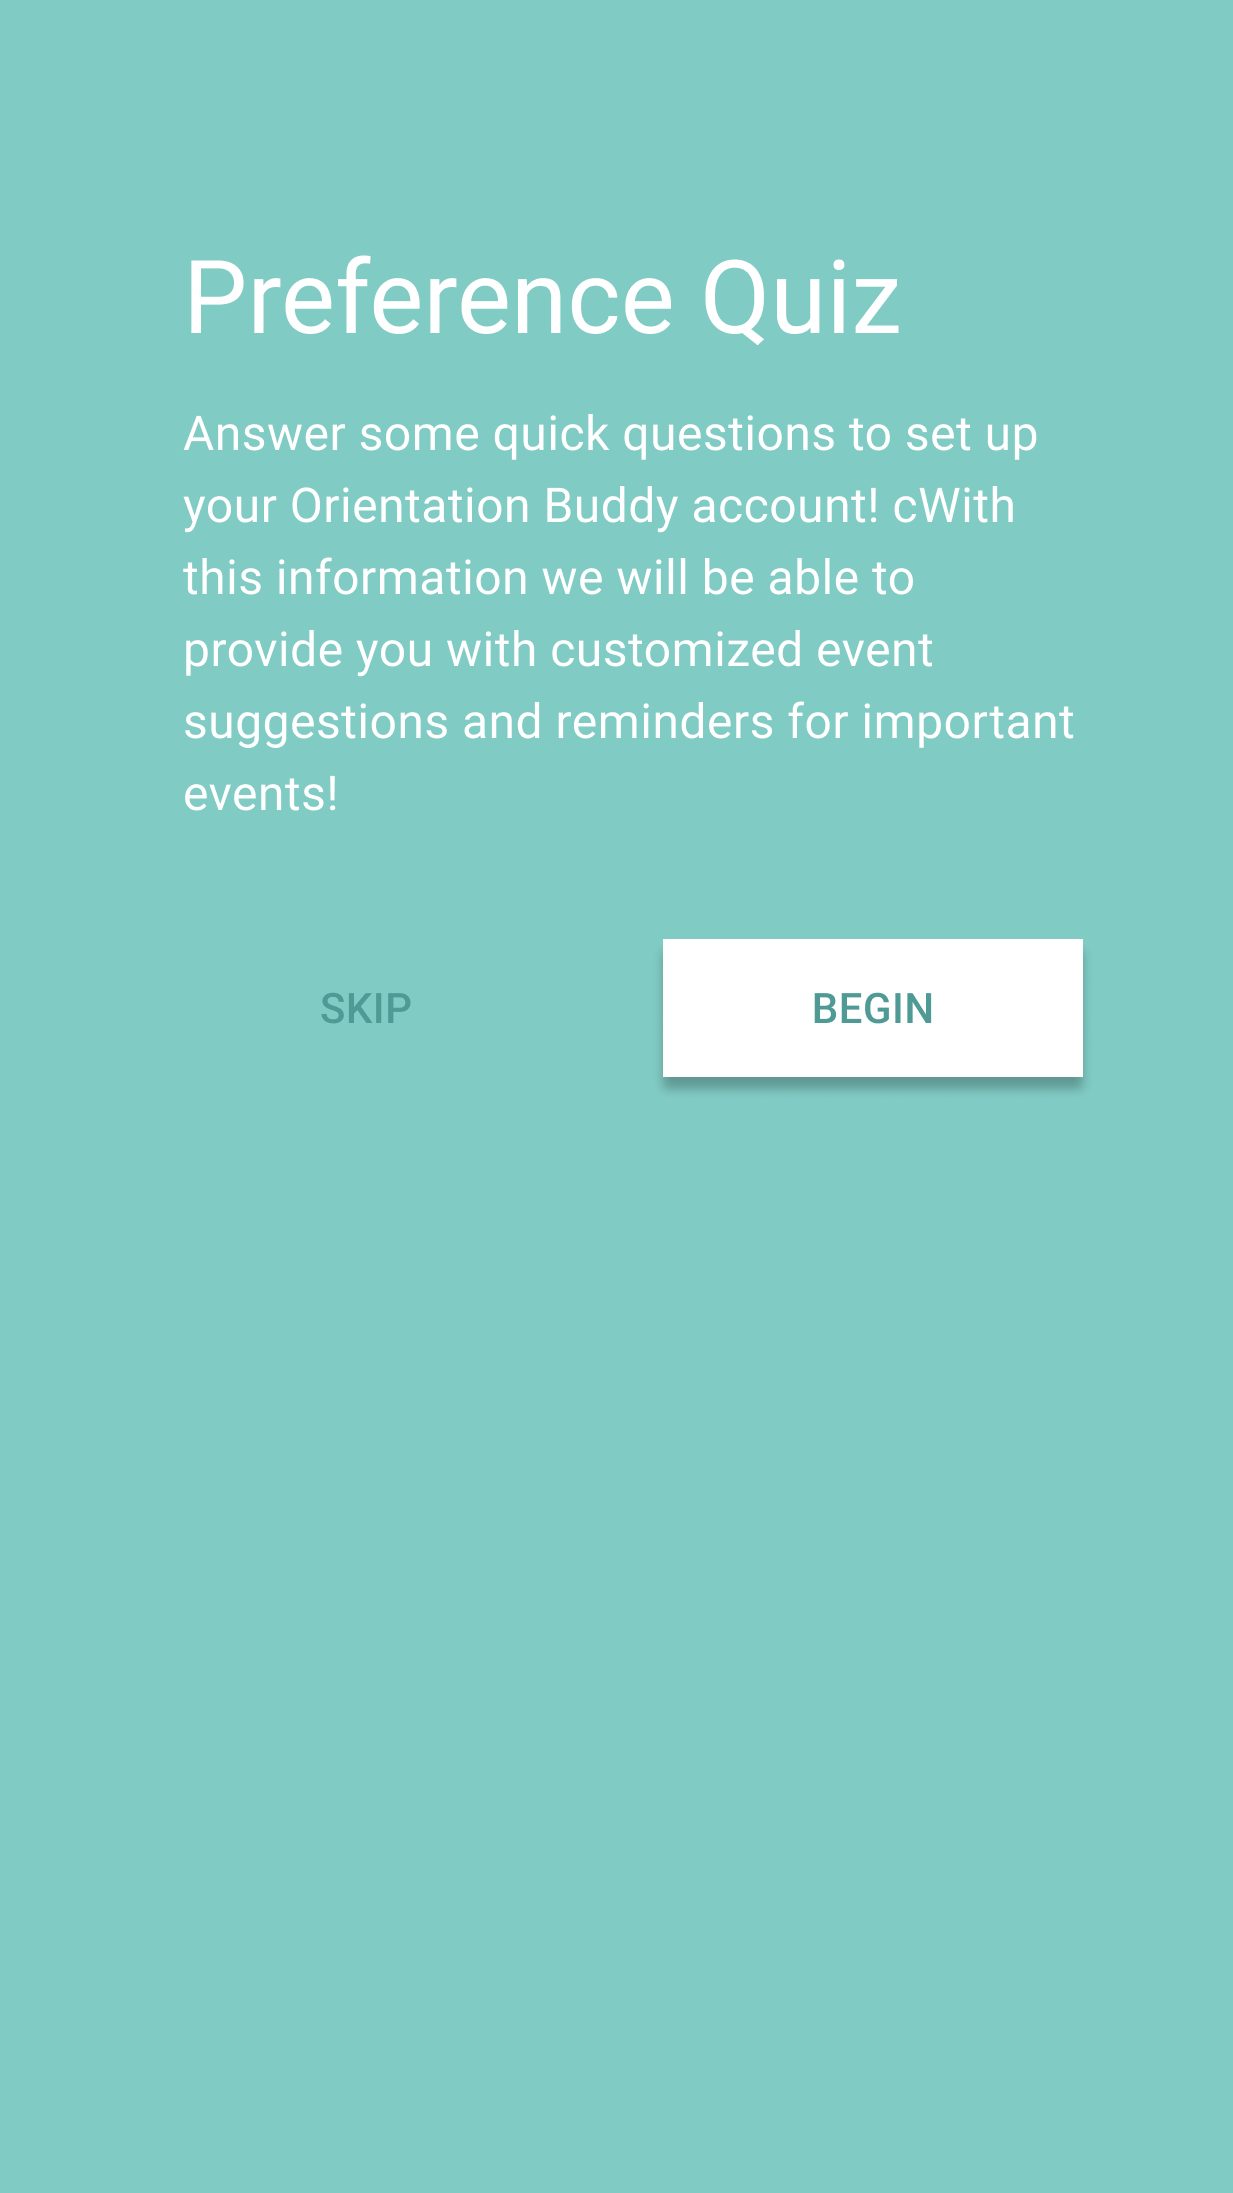 Preference Quiz
Answer some quick questions to set up
your Orientation Buddy account! cWith
this information we will be able to
provide you with customized event
suggestions and reminders for important
events!
SKIP
BEGIN